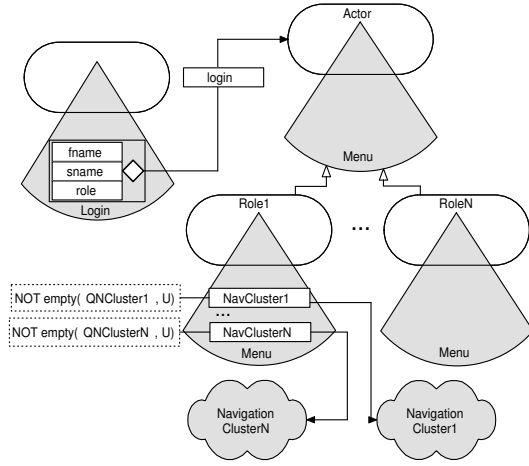 Actor
login
fname
sname
role
Login
Menu
Role1
...
RoleN
NOT empty( QNCluster1 , U)
NavCluster1
...
NOT empty( QNClusterN , U)
NavClusterN
Menu
Menu
Navigation
ClusterN
Navigation
Cluster1